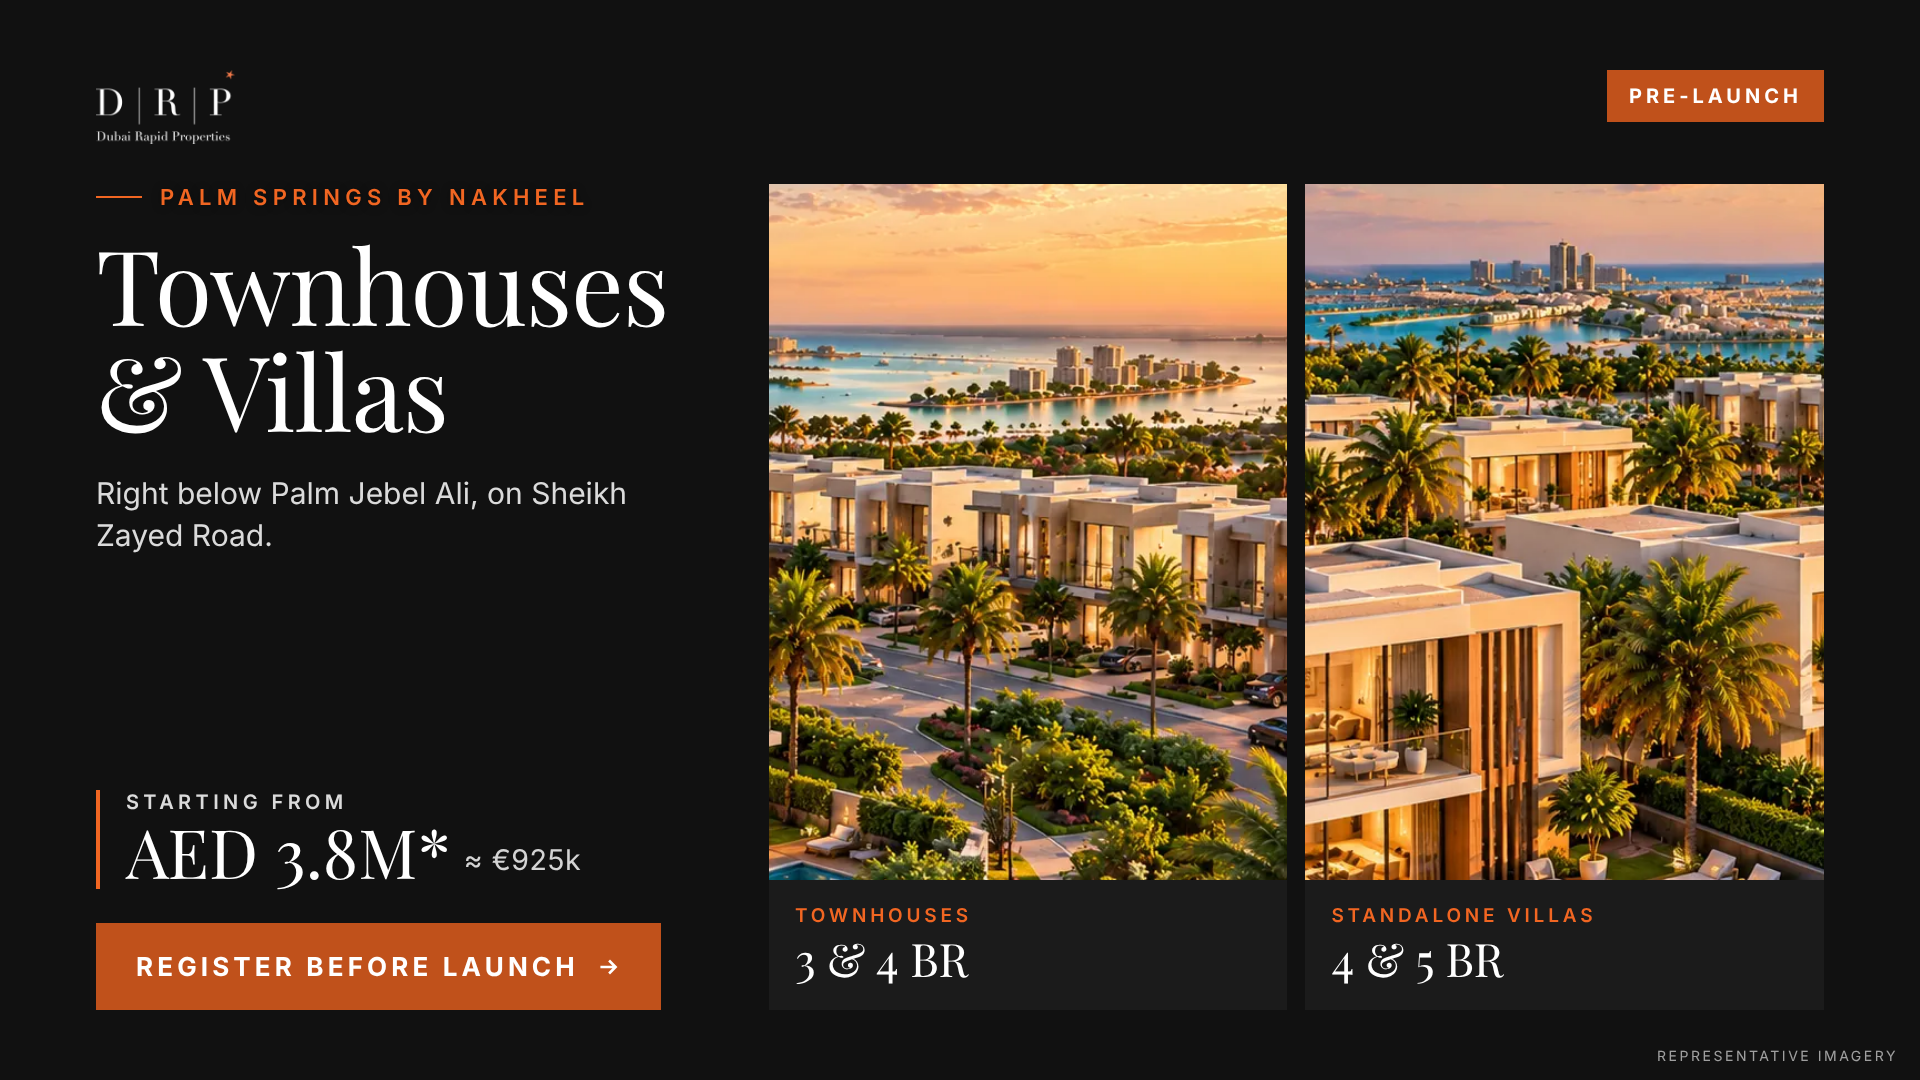 D | R | P
Dubai Rapid Properties
PRE-LAUNCH
PALM SPRINGS BY NAKHEEL
Townhouses
& Villas
Right below Palm Jebel Ali, on Sheikh
Zayed Road.
STARTING FROM
AED 3.8M* ≈ €925k
REGISTER BEFORE LAUNCH →
TOWNHOUSES
3 & 4 BR
STANDALONE VILLAS
4 & 5 BR
REPRESENTATIVE IMAGERY